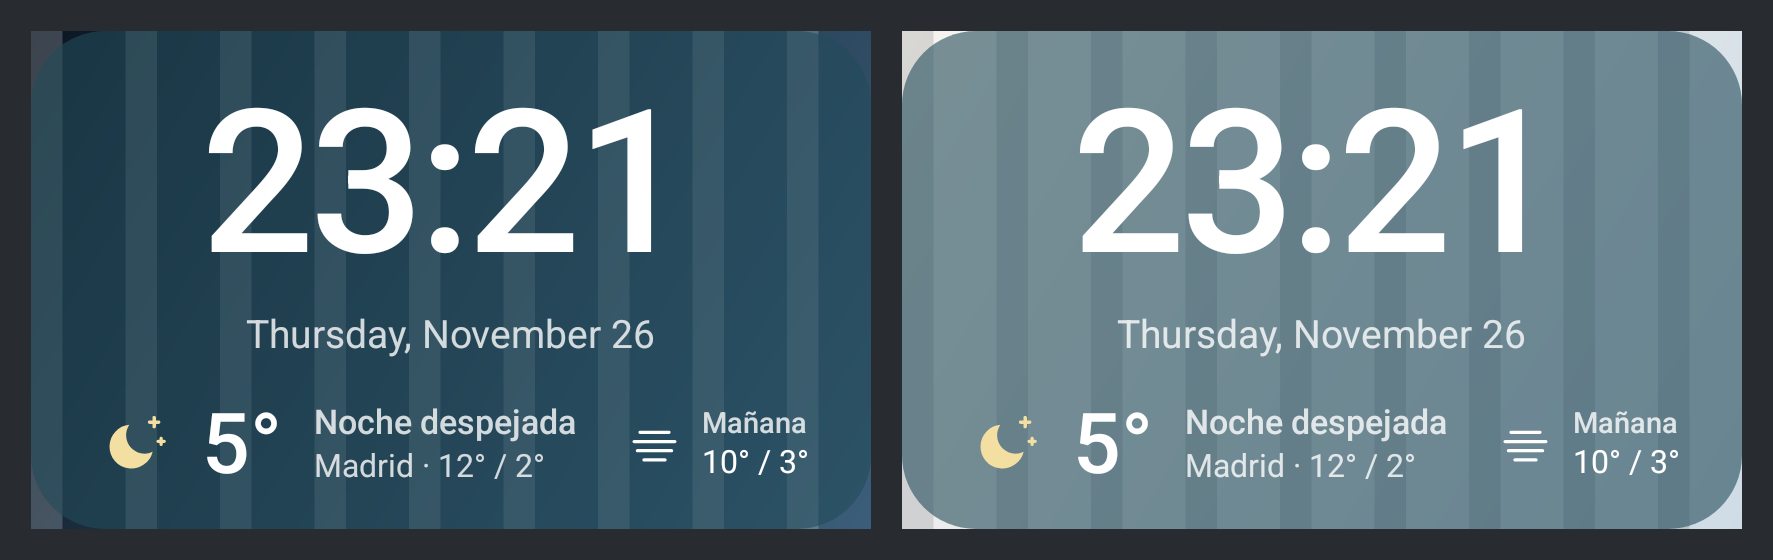 23:21
Thursday, November 26
5°
Noche despejada
Madrid · 12° / 2°
Mañana
10° / 3°
23:21
Thursday, November 26
5°
Noche despejada
Madrid · 12° / 2°
Mañana
10° / 3°